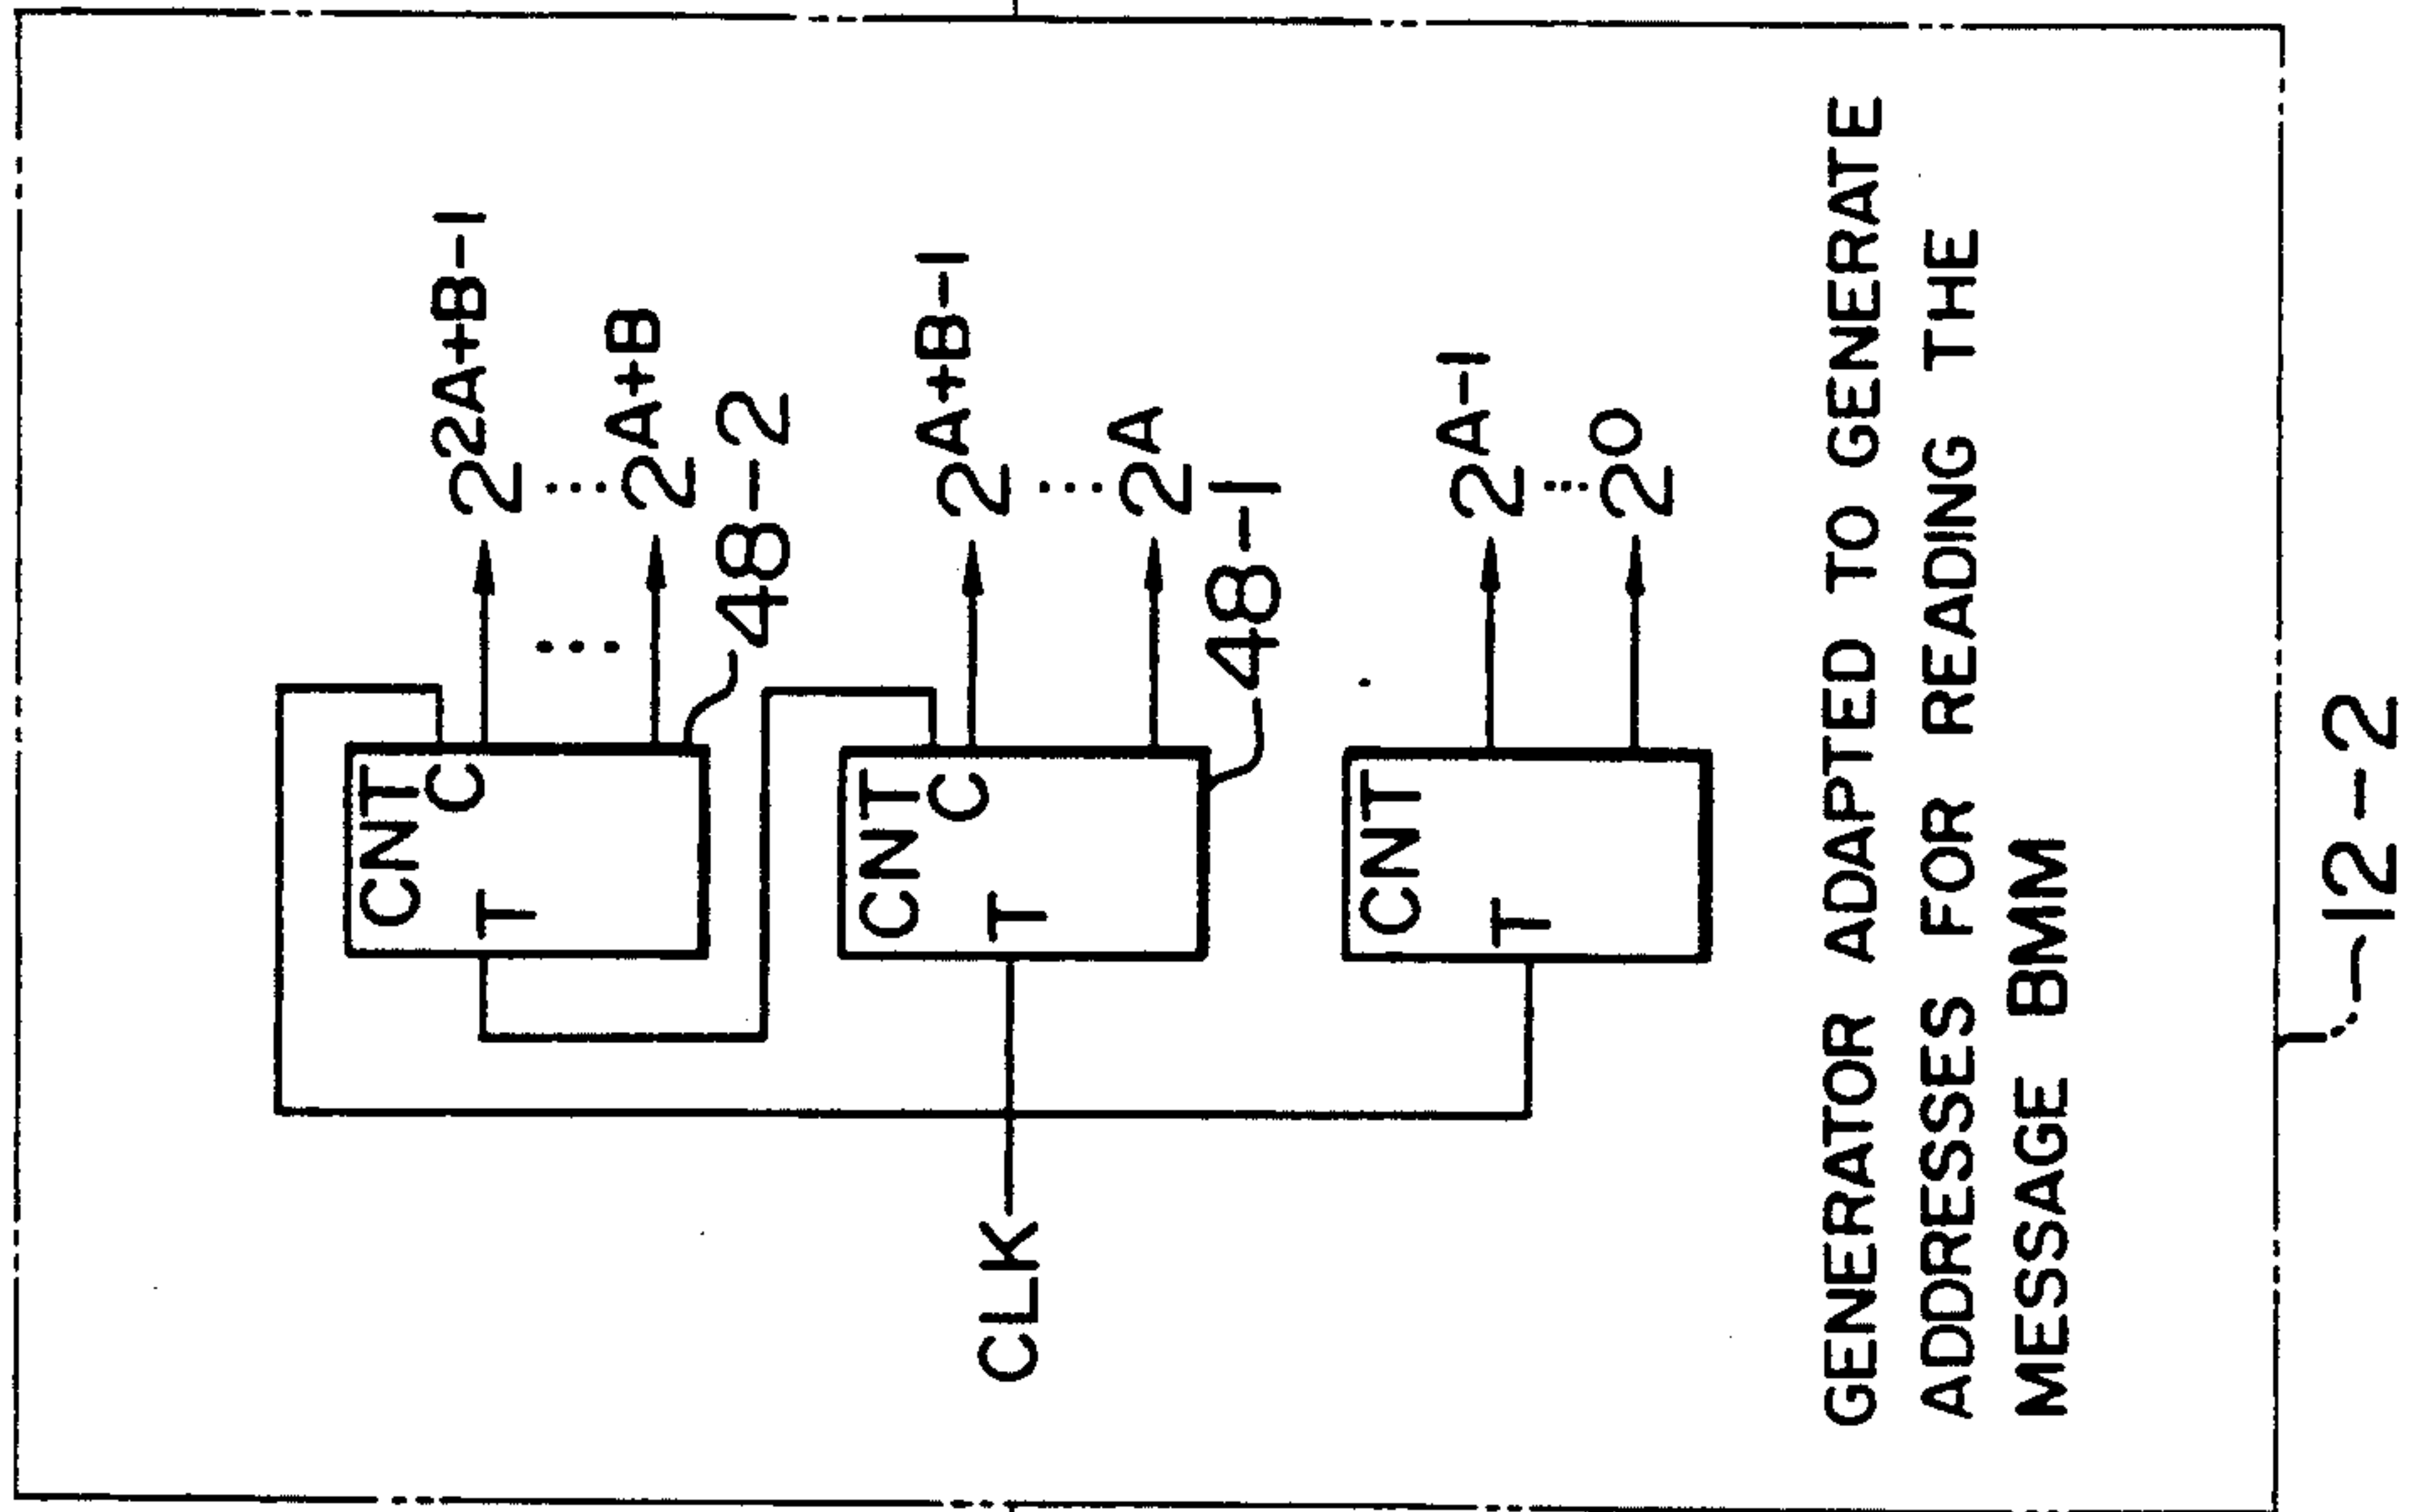 CNT
C
T
2^2A+B-1
...
2^A+B
48-2
CNT
C
T
2^A+B-1
...
2^A
48-1
CLK
CNT
T
2^A-1
...
2^0
GENERATOR ADAPTED TO GENERATE
ADDRESSES FOR READING THE
MESSAGE BMM
12-2